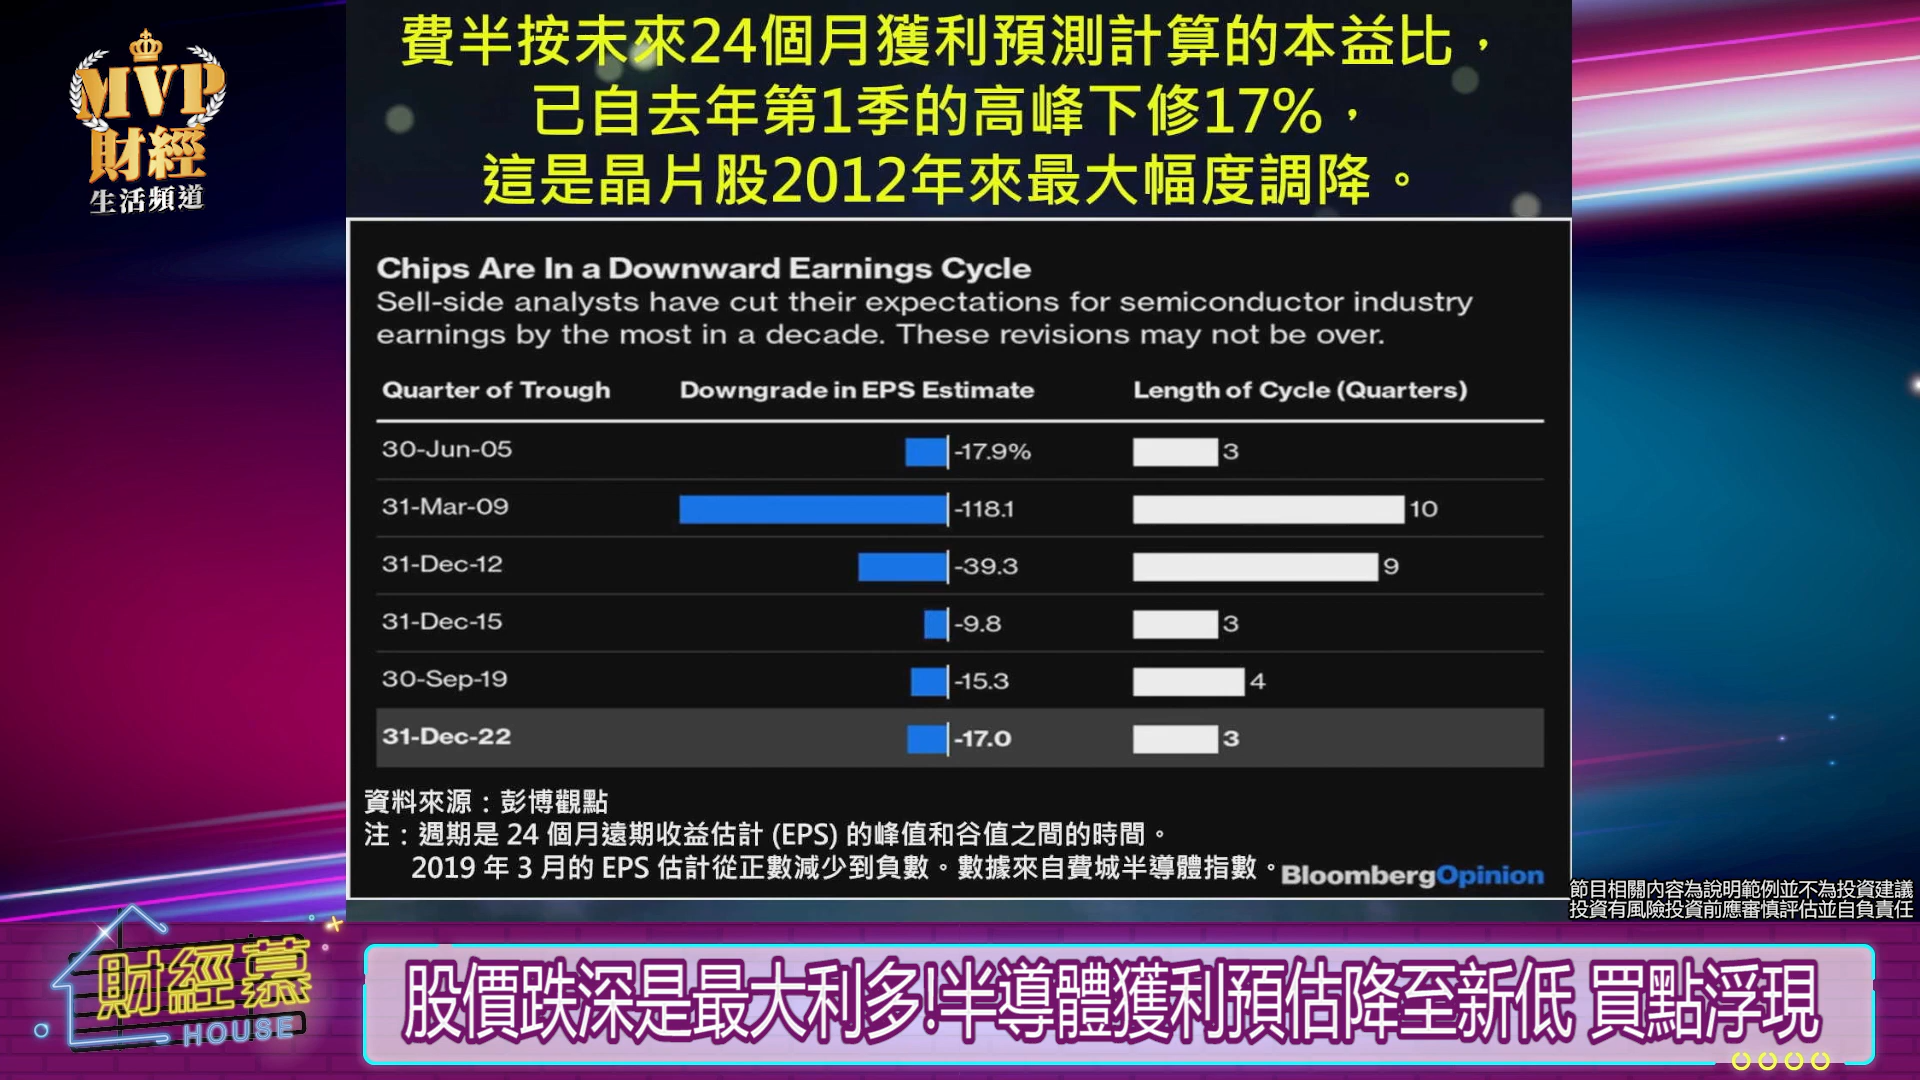 MVP
財經
生活頻道
費半按未來24個月獲利預測計算的本益比，
已自去年第1季的高峰下修17%，
這是晶片股2012年來最大幅度調降。
Chips Are In a Downward Earnings Cycle
Sell-side analysts have cut their expectations for semiconductor industry
earnings by the most in a decade. These revisions may not be over.
Quarter of Trough Downgrade in EPS Estimate Length of Cycle (Quarters)
30-Jun-05 -17.9% 3
31-Mar-09 -118.1 10
31-Dec-12 -39.3 9
31-Dec-15 -9.8 3
30-Sep-19 -15.3 4
31-Dec-22 -17.0 3
資料來源：彭博觀點
注：週期是 24 個月遠期收益估計 (EPS) 的峰值和谷值之間的時間。
2019 年 3 月的 EPS 估計從正數減少到負數。數據來自費城半導體指數。
BloombergOpinion
節目相關內容為說明範例並不為投資建議
投資有風險投資前應審慎評估並自負責任
財經慕
HOUSE
股價跌深是最大利多!半導體獲利預估降至新低 買點浮現